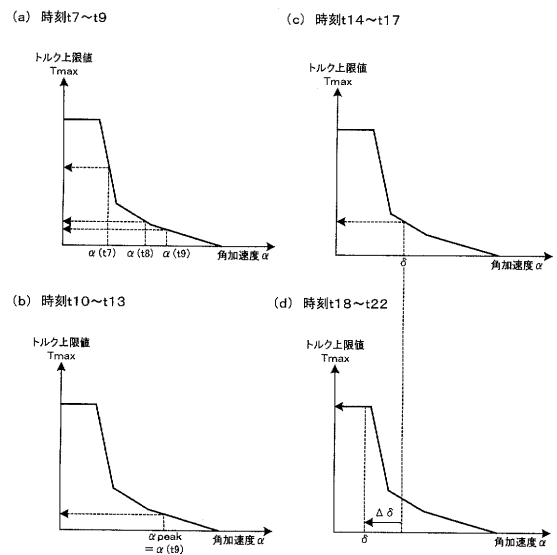 (a) 時刻t7～t9
トルク上限値
Tmax
α(t7) α(t8) α(t9) 角加速度α
(b) 時刻t10～t13
トルク上限値
Tmax
αpeak 角加速度α
=α(t9)
(c) 時刻t14～t17
トルク上限値
Tmax
δ 角加速度α
(d) 時刻t18～t22
トルク上限値
Tmax
Δδ
δ 角加速度α